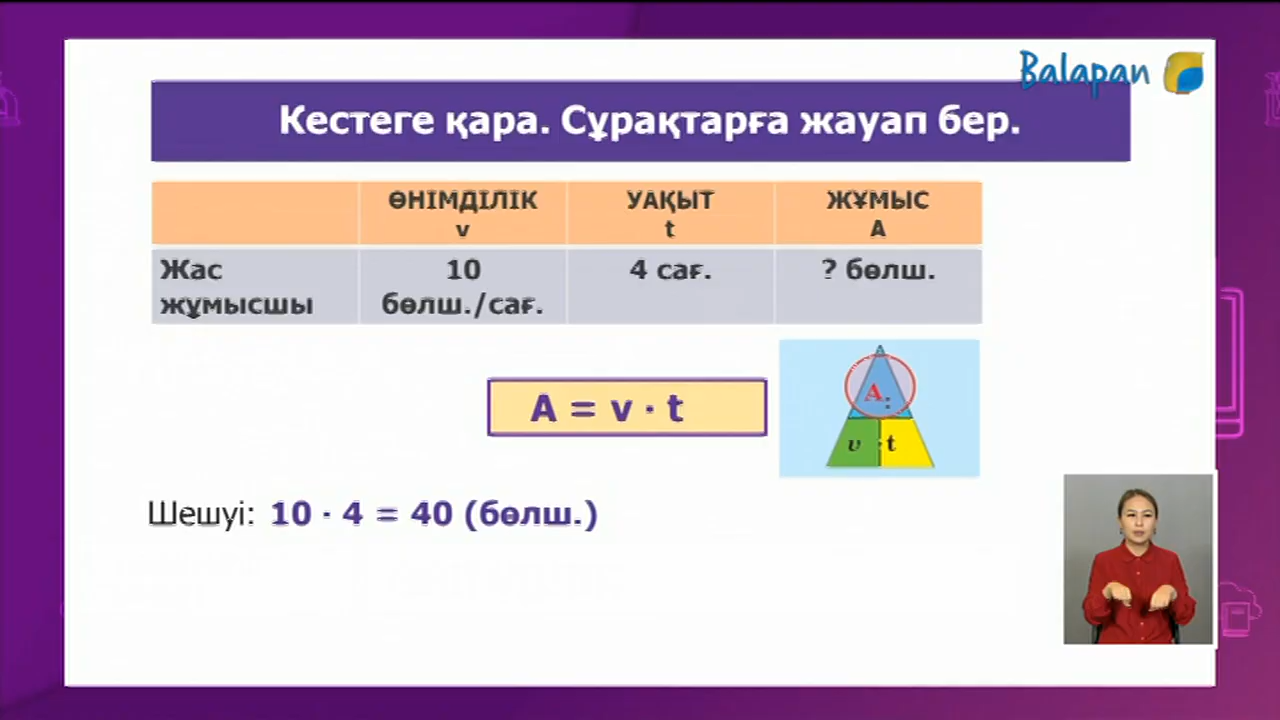 Balapan
Кестеге қара. Сұрақтарға жауап бер.
ӨНІМДІЛІК УАҚЫТ ЖҰМЫС
v t A
Жас 10 4 сағ. ? бөлш.
жұмысшы бөлш./сағ.
A = v · t
A :
v · t
Шешуі: 10 · 4 = 40 (бөлш.)